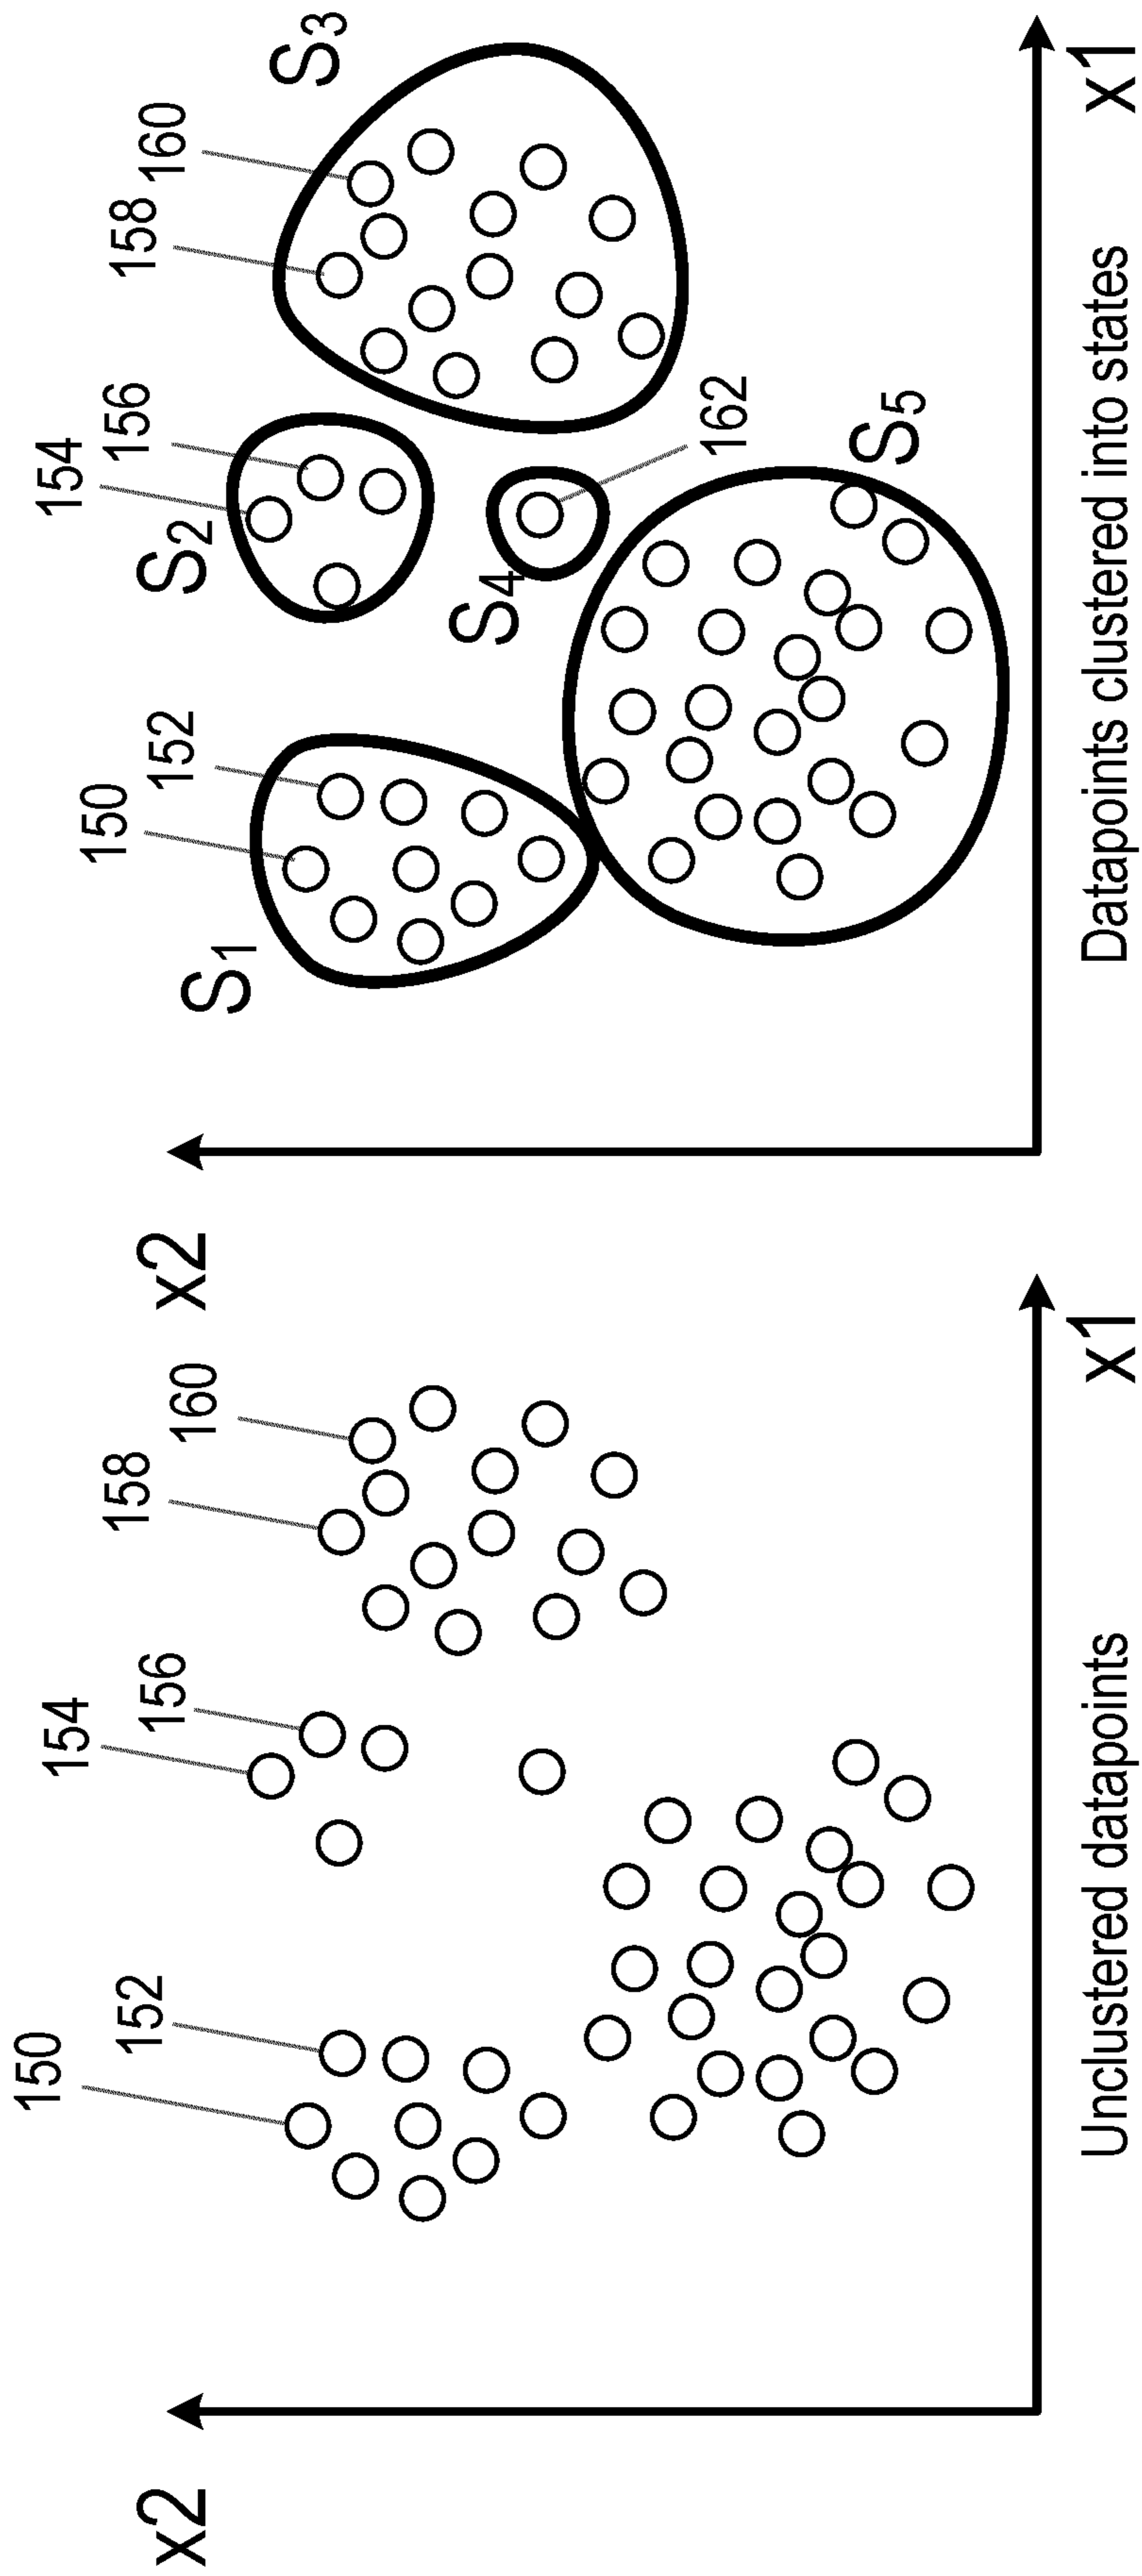 x2
150
152
154
156
158
160
x1
Unclustered datapoints
x2
S1
150
152
S2
154
156
158
160
S3
S4
162
S5
x1
Datapoints clustered into states